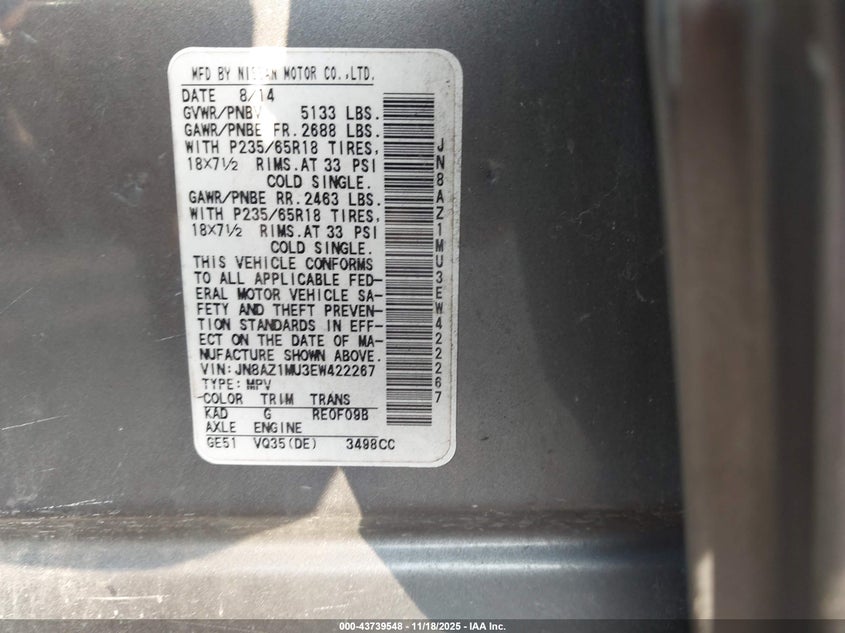 MFD BY NISSAN MOTOR CO.,LTD.
DATE 8/14
GVWR/PNBV 5133 LBS.
GAWR/PNBE FR. 2688 LBS.
WITH P235/65R18 TIRES,
18×7½ RIMS. AT 33 PSI
COLD SINGLE.
GAWR/PNBE RR. 2463 LBS.
WITH P235/65R18 TIRES,
18×7½ RIMS. AT 33 PSI
COLD SINGLE.
THIS VEHICLE CONFORMS
TO ALL APPLICABLE FED-
ERAL MOTOR VEHICLE SA-
FETY AND THEFT PREVEN-
TION STANDARDS IN EFF-
ECT ON THE DATE OF MA-
NUFACTURE SHOWN ABOVE.
VIN: JN8AZ1MU3EW422267
TYPE: MPV
COLOR TRIM TRANS
KAD G RE0F09B
AXLE ENGINE
GE51 VQ35(DE) 3498CC
JN8AZ1MU3EW422267
000-43739548 - 11/18/2025 - IAA Inc.